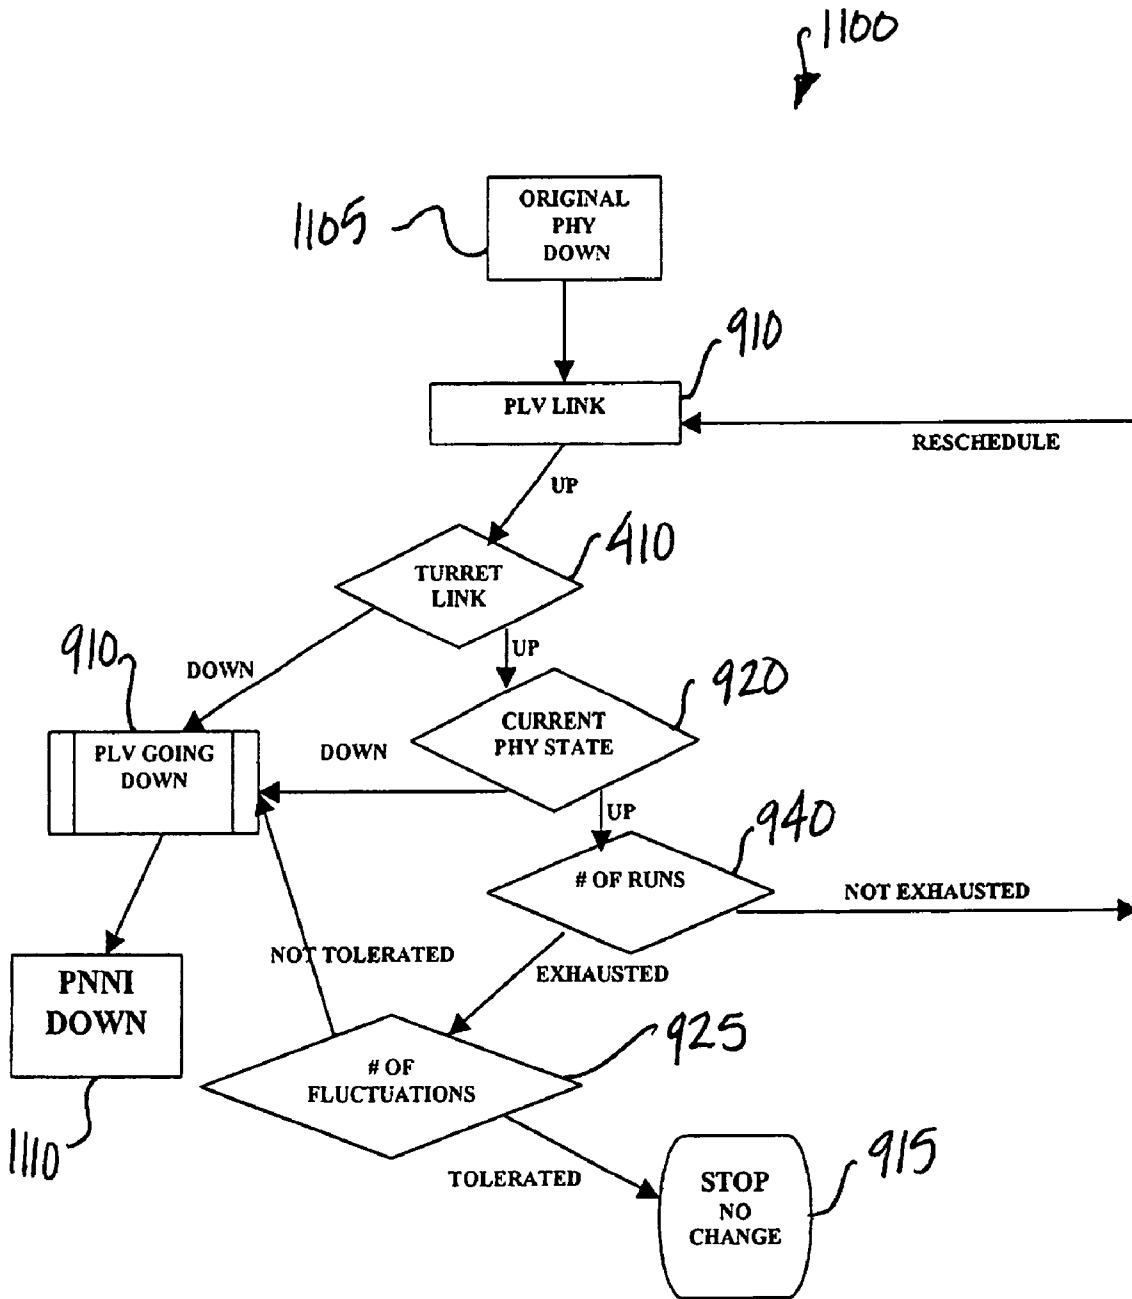 1100
ORIGINAL
PHY
DOWN
1105
910
PLV LINK
RESCHEDULE
UP
410
TURRET
LINK
910
DOWN
UP
920
CURRENT
PHY STATE
PLV GOING
DOWN
DOWN
UP
940
# OF RUNS
NOT EXHAUSTED
NOT TOLERATED
EXHAUSTED
PNNI
DOWN
925
# OF
FLUCTUATIONS
1110
TOLERATED
915
STOP
NO
CHANGE